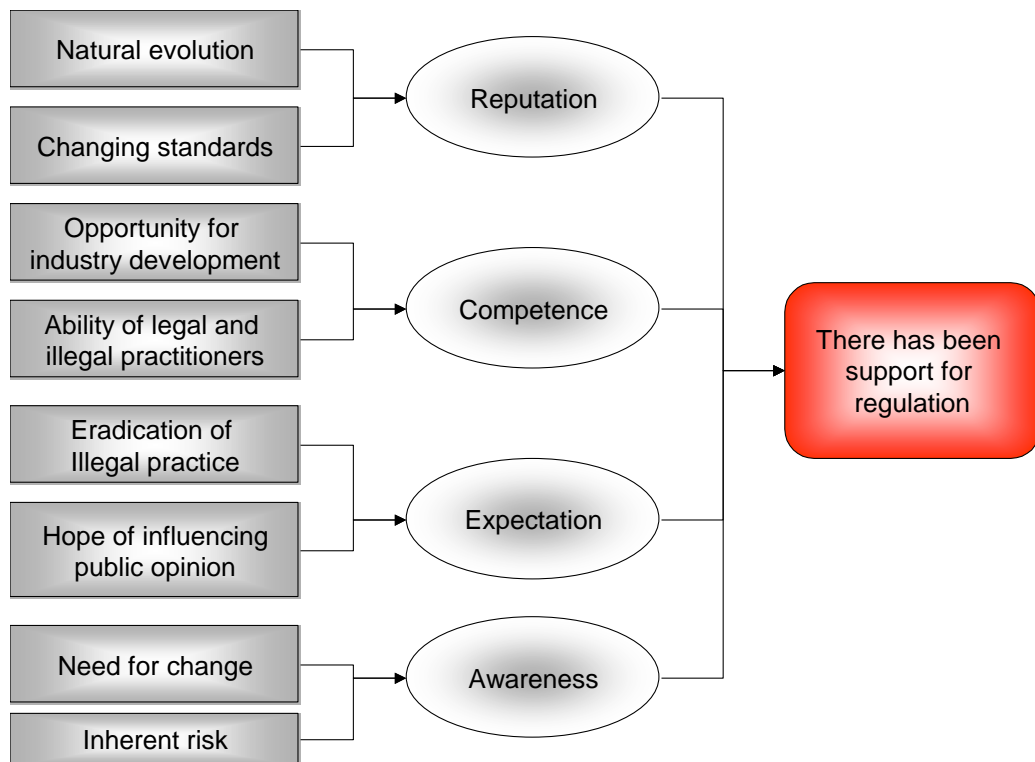 Natural evolution
Changing standards
Reputation
Opportunity for
industry development
Ability of legal and
illegal practitioners
Competence
Eradication of
Illegal practice
Hope of influencing
public opinion
Expectation
Need for change
Inherent risk
Awareness
There has been
support for
regulation